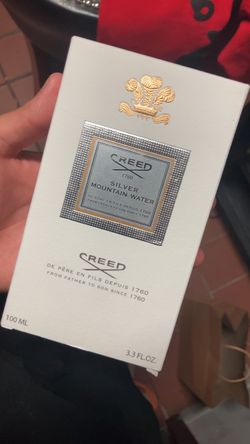 CREED
1760
SILVER
MOUNTAIN WATER
CREED
DE PÈRE EN FILS DEPUIS 1760
FROM FATHER TO SON SINCE 1760
100 ML
3.3 FL.OZ.